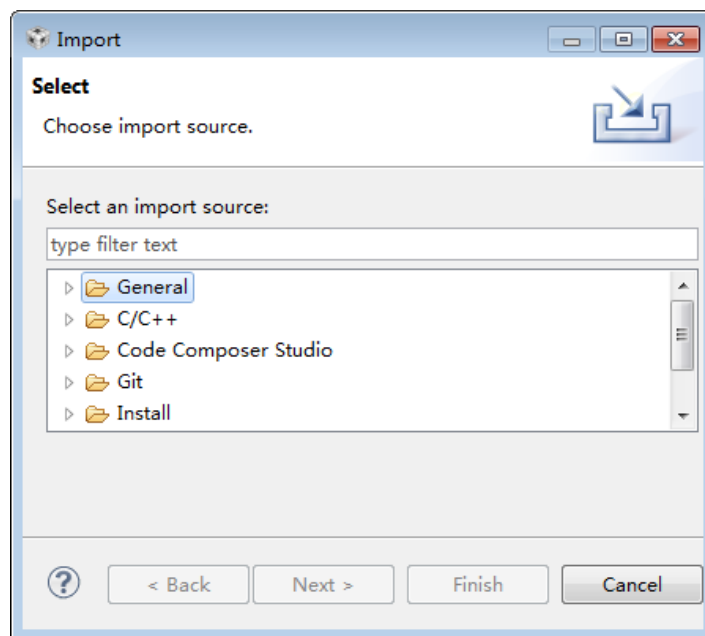 Import
Select
Choose import source.
Select an import source:
type filter text
General
C/C++
Code Composer Studio
Git
Install
?
< Back Next > Finish Cancel